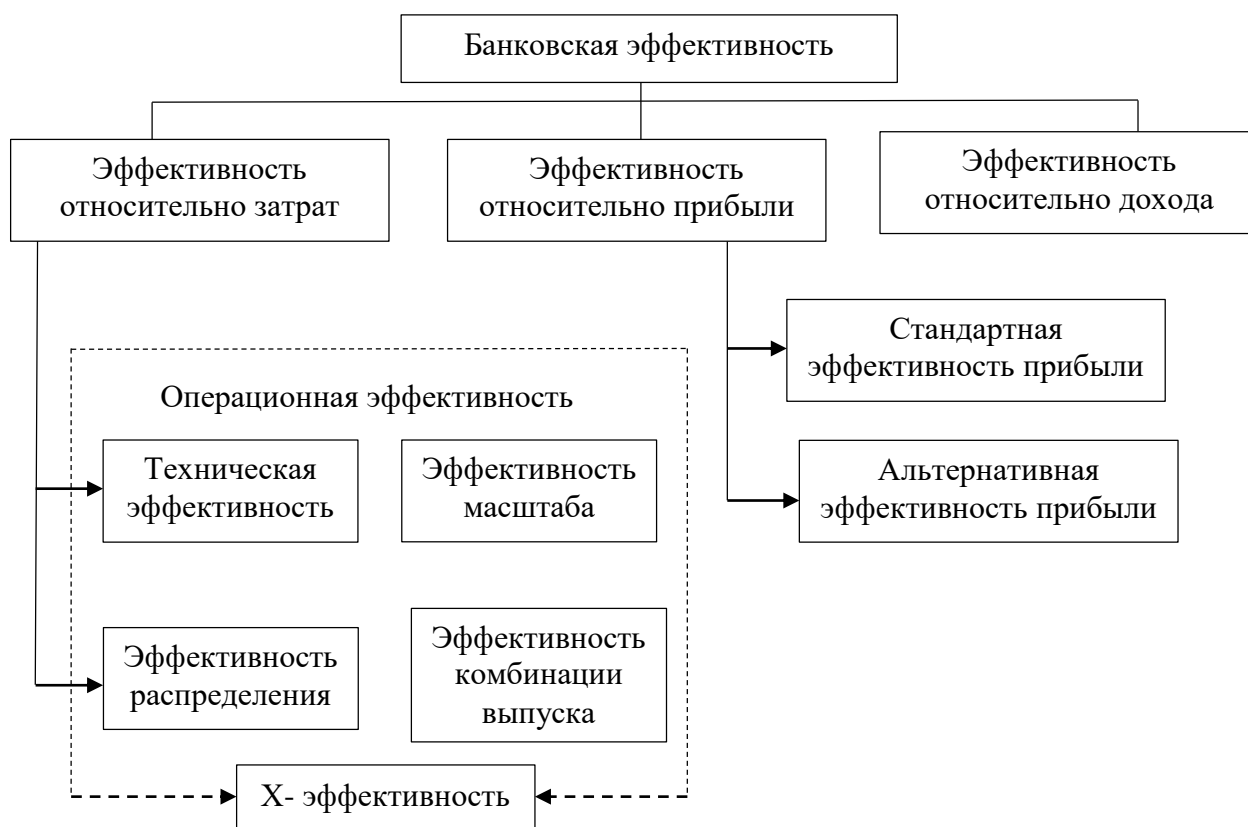 Банковская эффективность
Эффективность
относительно затрат
Эффективность
относительно прибыли
Эффективность
относительно дохода
Стандартная
эффективность прибыли
Операционная эффективность
Техническая
эффективность
Эффективность
масштаба
Альтернативная
эффективность прибыли
Эффективность
распределения
Эффективность
комбинации
выпуска
Х- эффективность